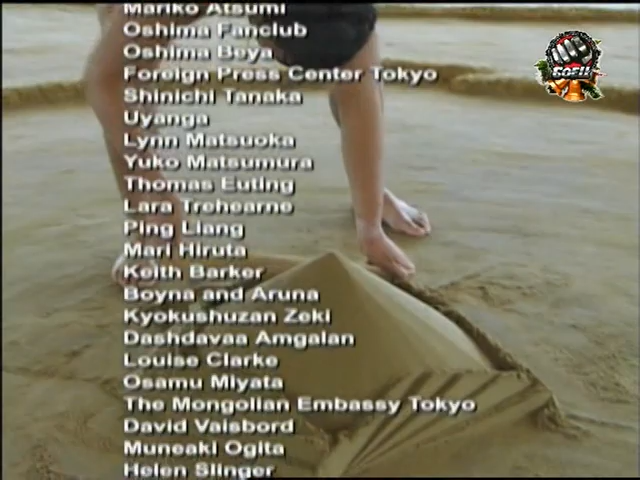 Mariko Atsumi
Oshima Fanclub
Oshima Beya
Foreign Press Center Tokyo
Shinichi Tanaka
Uyanga
Lynn Matsuoka
Yuko Matsumura
Thomas Euting
Lara Trehearne
Ping Liang
Mari Hiruta
Keith Barker
Boyna and Aruna
Kyokushuzan Zeki
Dashdavaa Amgalan
Louise Clarke
Osamu Miyata
The Mongolian Embassy Tokyo
David Vaisbord
Muneaki Ogita
Helen Slinger